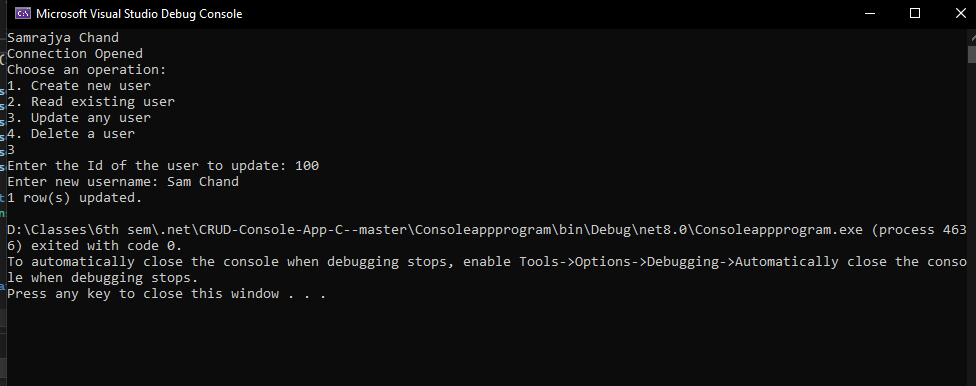 Microsoft Visual Studio Debug Console
Samrajya Chand
Connection Opened
Choose an operation:
1. Create new user
2. Read existing user
3. Update any user
4. Delete a user
3
Enter the Id of the user to update: 100
Enter new username: Sam Chand
1 row(s) updated.
D:\Classes\6th sem\.net\CRUD-Console-App-C--master\Consoleappprogram\bin\Debug\net8.0\Consoleappprogram.exe (process 463
6) exited with code 0.
To automatically close the console when debugging stops, enable Tools->Options->Debugging->Automatically close the conso
le when debugging stops.
Press any key to close this window . . .